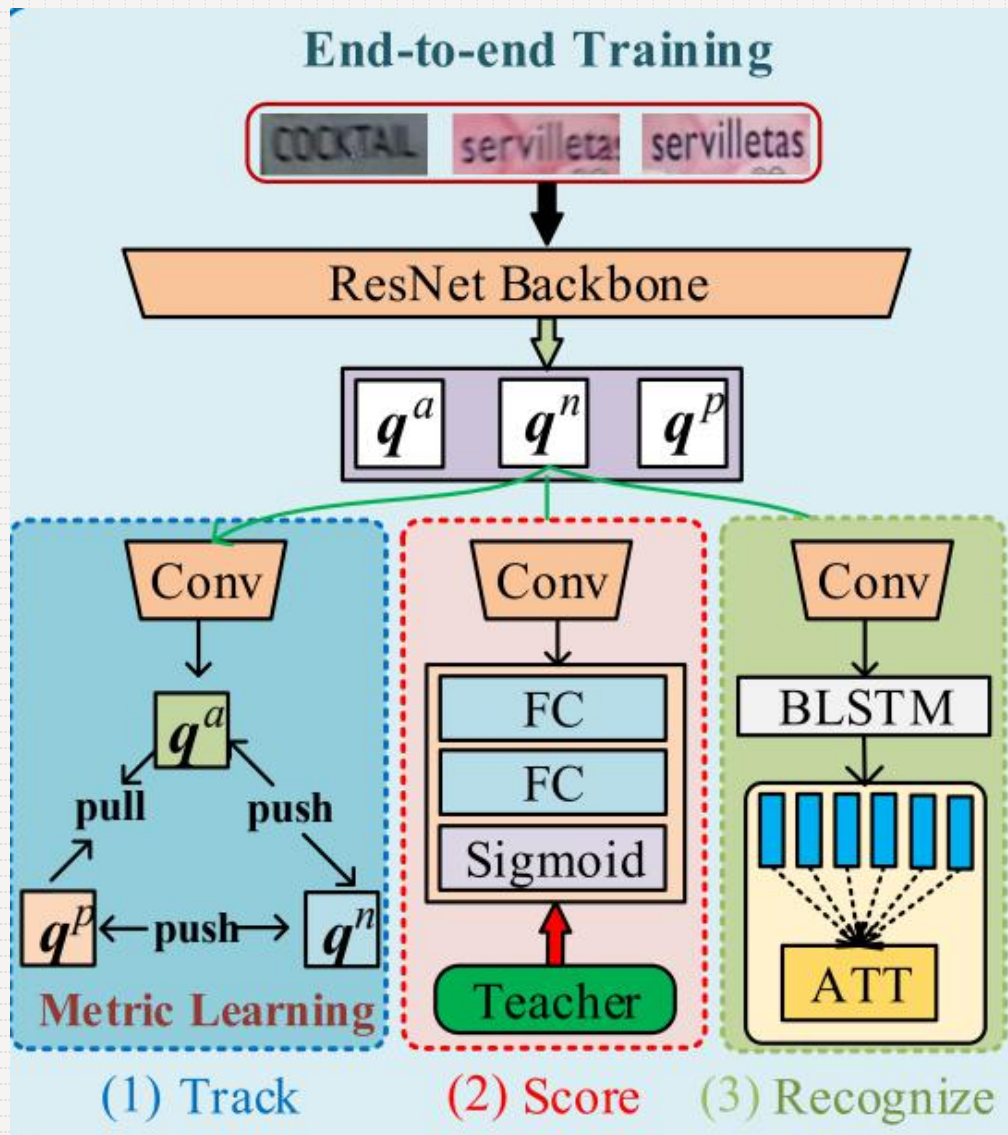 End-to-end Training
COCKTAIL servilletas servilletas
ResNet Backbone
q^a q^n q^p
Conv Conv Conv
FC BLSTM
q^a
FC
pull push
Sigmoid
q^p push q^n
ATT
Teacher
Metric Learning
(1) Track (2) Score (3) Recognize